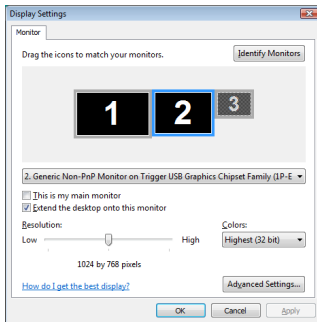 Display Settings
Monitor
Drag the icons to match your monitors.
Identify Monitors
1
2
3
2. Generic Non-PnP Monitor on Trigger USB Graphics Chipset Family (1P-E
This is my main monitor
Extend the desktop onto this monitor
Resolution:
Colors:
Low
High
Highest (32 bit)
1024 by 768 pixels
How do I get the best display?
Advanced Settings...
OK
Cancel
Apply